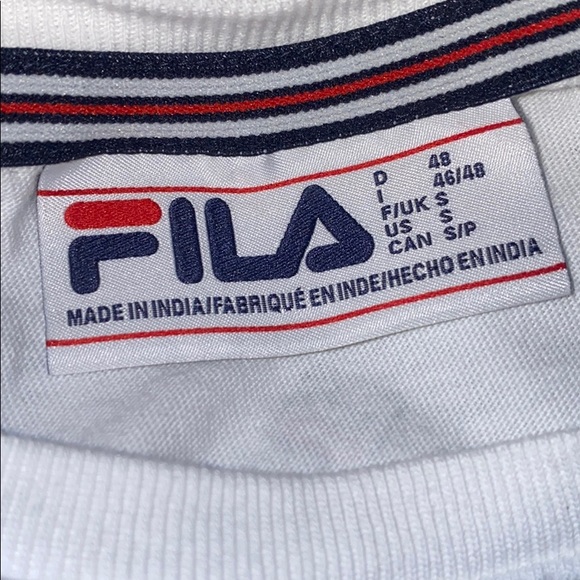 FILA
D 48
I 46/48
F/UK S
US S
CAN S/P
MADE IN INDIA/FABRIQUÉ EN INDE/HECHO EN INDIA